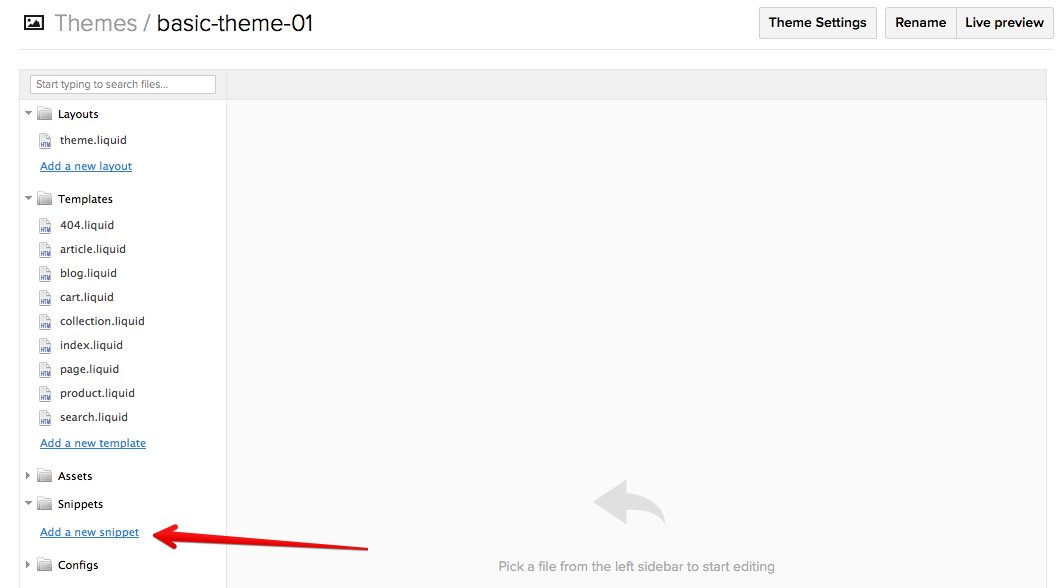 Themes / basic-theme-01
Theme Settings
Rename
Live preview
Start typing to search files...
Layouts
theme.liquid
Add a new layout
Templates
404.liquid
article.liquid
blog.liquid
cart.liquid
collection.liquid
index.liquid
page.liquid
product.liquid
search.liquid
Add a new template
Assets
Snippets
Add a new snippet
Configs
Pick a file from the left sidebar to start editing